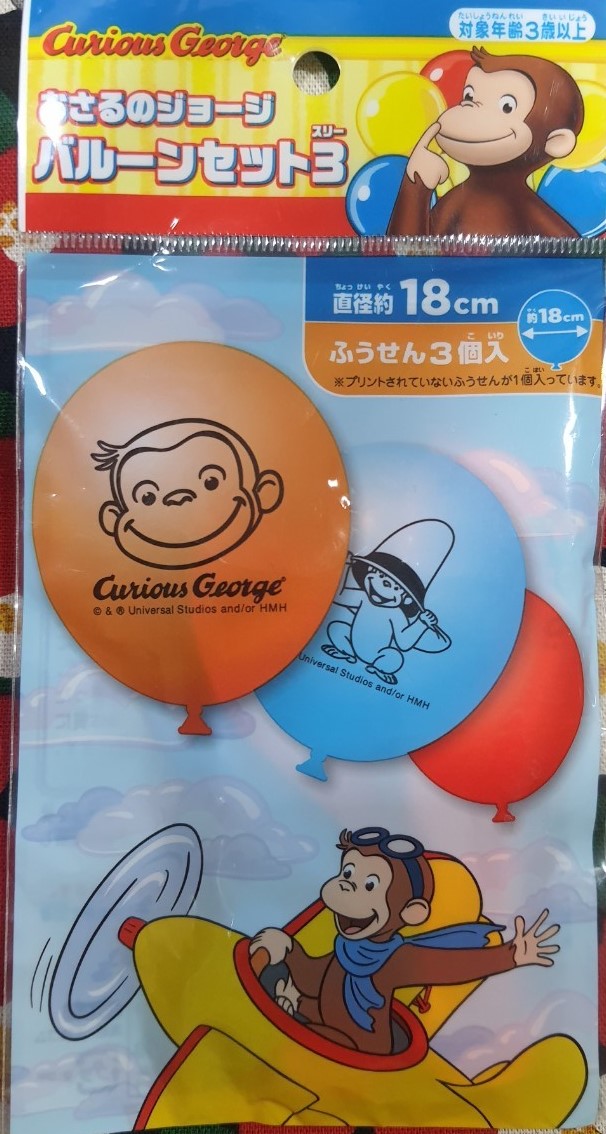 たいしょうねんれい さい いじょう
対象年齢3歳以上
Curious George
おさるのジョージ
スリー
バルーンセット3
ちょっけい やく
直径約18cm
やく
約18cm
こ いり
ふうせん3個入
こ はい
※プリントされていないふうせんが1個入っています。
Curious George®
© & ® Universal Studios and/or HMH
Universal Studios and/or HMH